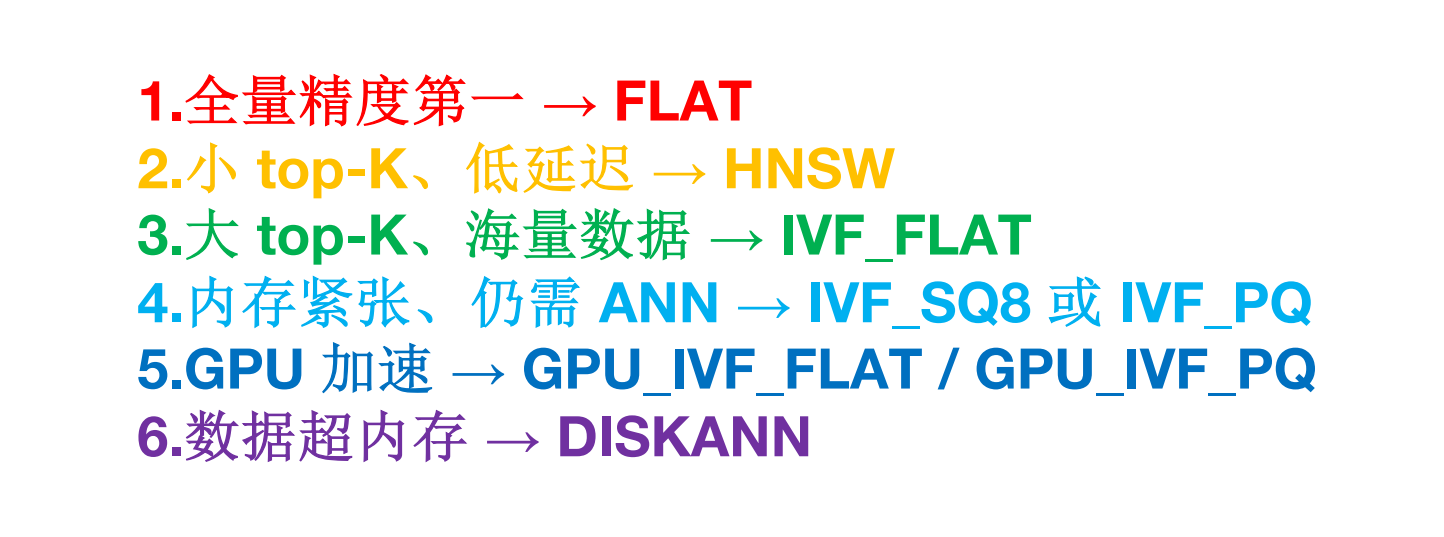 1.全量精度第一 → FLAT
2.小 top-K、低延迟 → HNSW
3.大 top-K、海量数据 → IVF_FLAT
4.内存紧张、仍需 ANN → IVF_SQ8 或 IVF_PQ
5.GPU 加速 → GPU_IVF_FLAT / GPU_IVF_PQ
6.数据超内存 → DISKANN